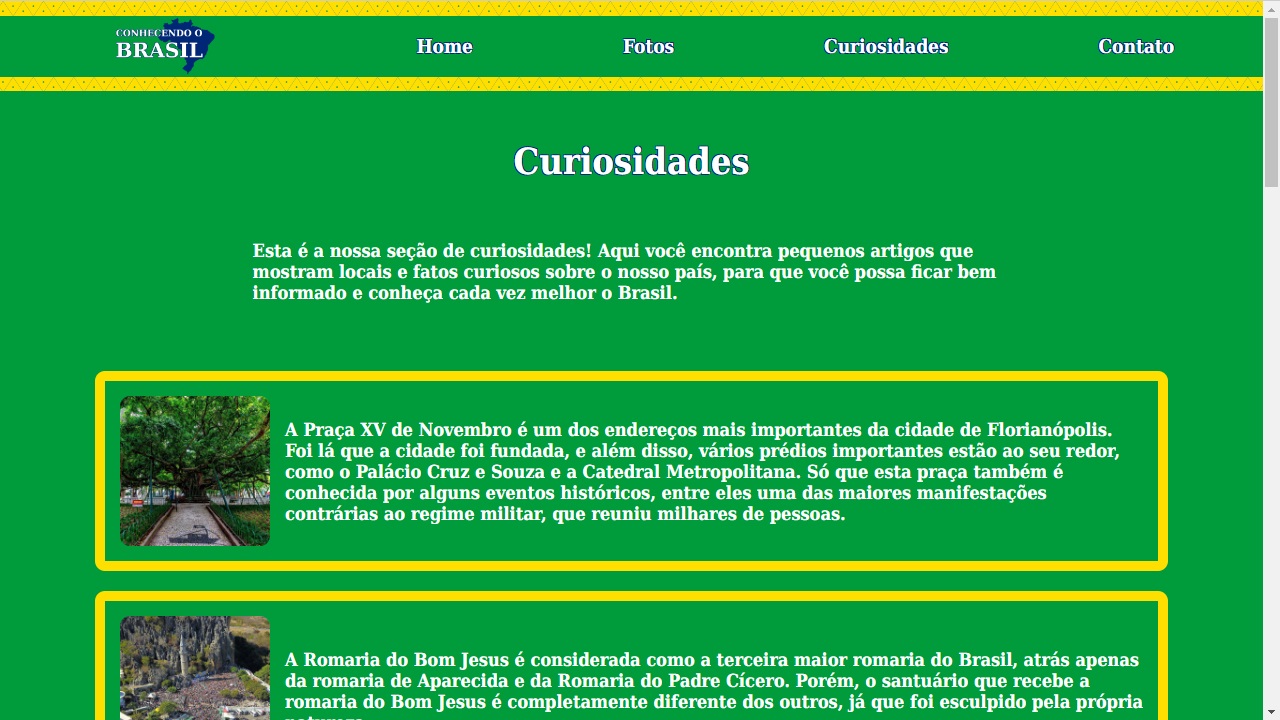 CONHECENDO O
BRASIL
Home
Fotos
Curiosidades
Contato
Curiosidades
Esta é a nossa seção de curiosidades! Aqui você encontra pequenos artigos que
mostram locais e fatos curiosos sobre o nosso país, para que você possa ficar bem
informado e conheça cada vez melhor o Brasil.
A Praça XV de Novembro é um dos endereços mais importantes da cidade de Florianópolis.
Foi lá que a cidade foi fundada, e além disso, vários prédios importantes estão ao seu redor,
como o Palácio Cruz e Souza e a Catedral Metropolitana. Só que esta praça também é
conhecida por alguns eventos históricos, entre eles uma das maiores manifestações
contrárias ao regime militar, que reuniu milhares de pessoas.
A Romaria do Bom Jesus é considerada como a terceira maior romaria do Brasil, atrás apenas
da romaria de Aparecida e da Romaria do Padre Cícero. Porém, o santuário que recebe a
romaria do Bom Jesus é completamente diferente dos outros, já que foi esculpido pela própria